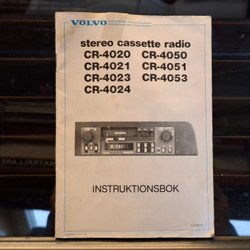 VOLVO
stereo cassette radio
CR-4020 CR-4050
CR-4021 CR-4051
CR-4023 CR-4053
CR-4024
INSTRUKTIONSBOK